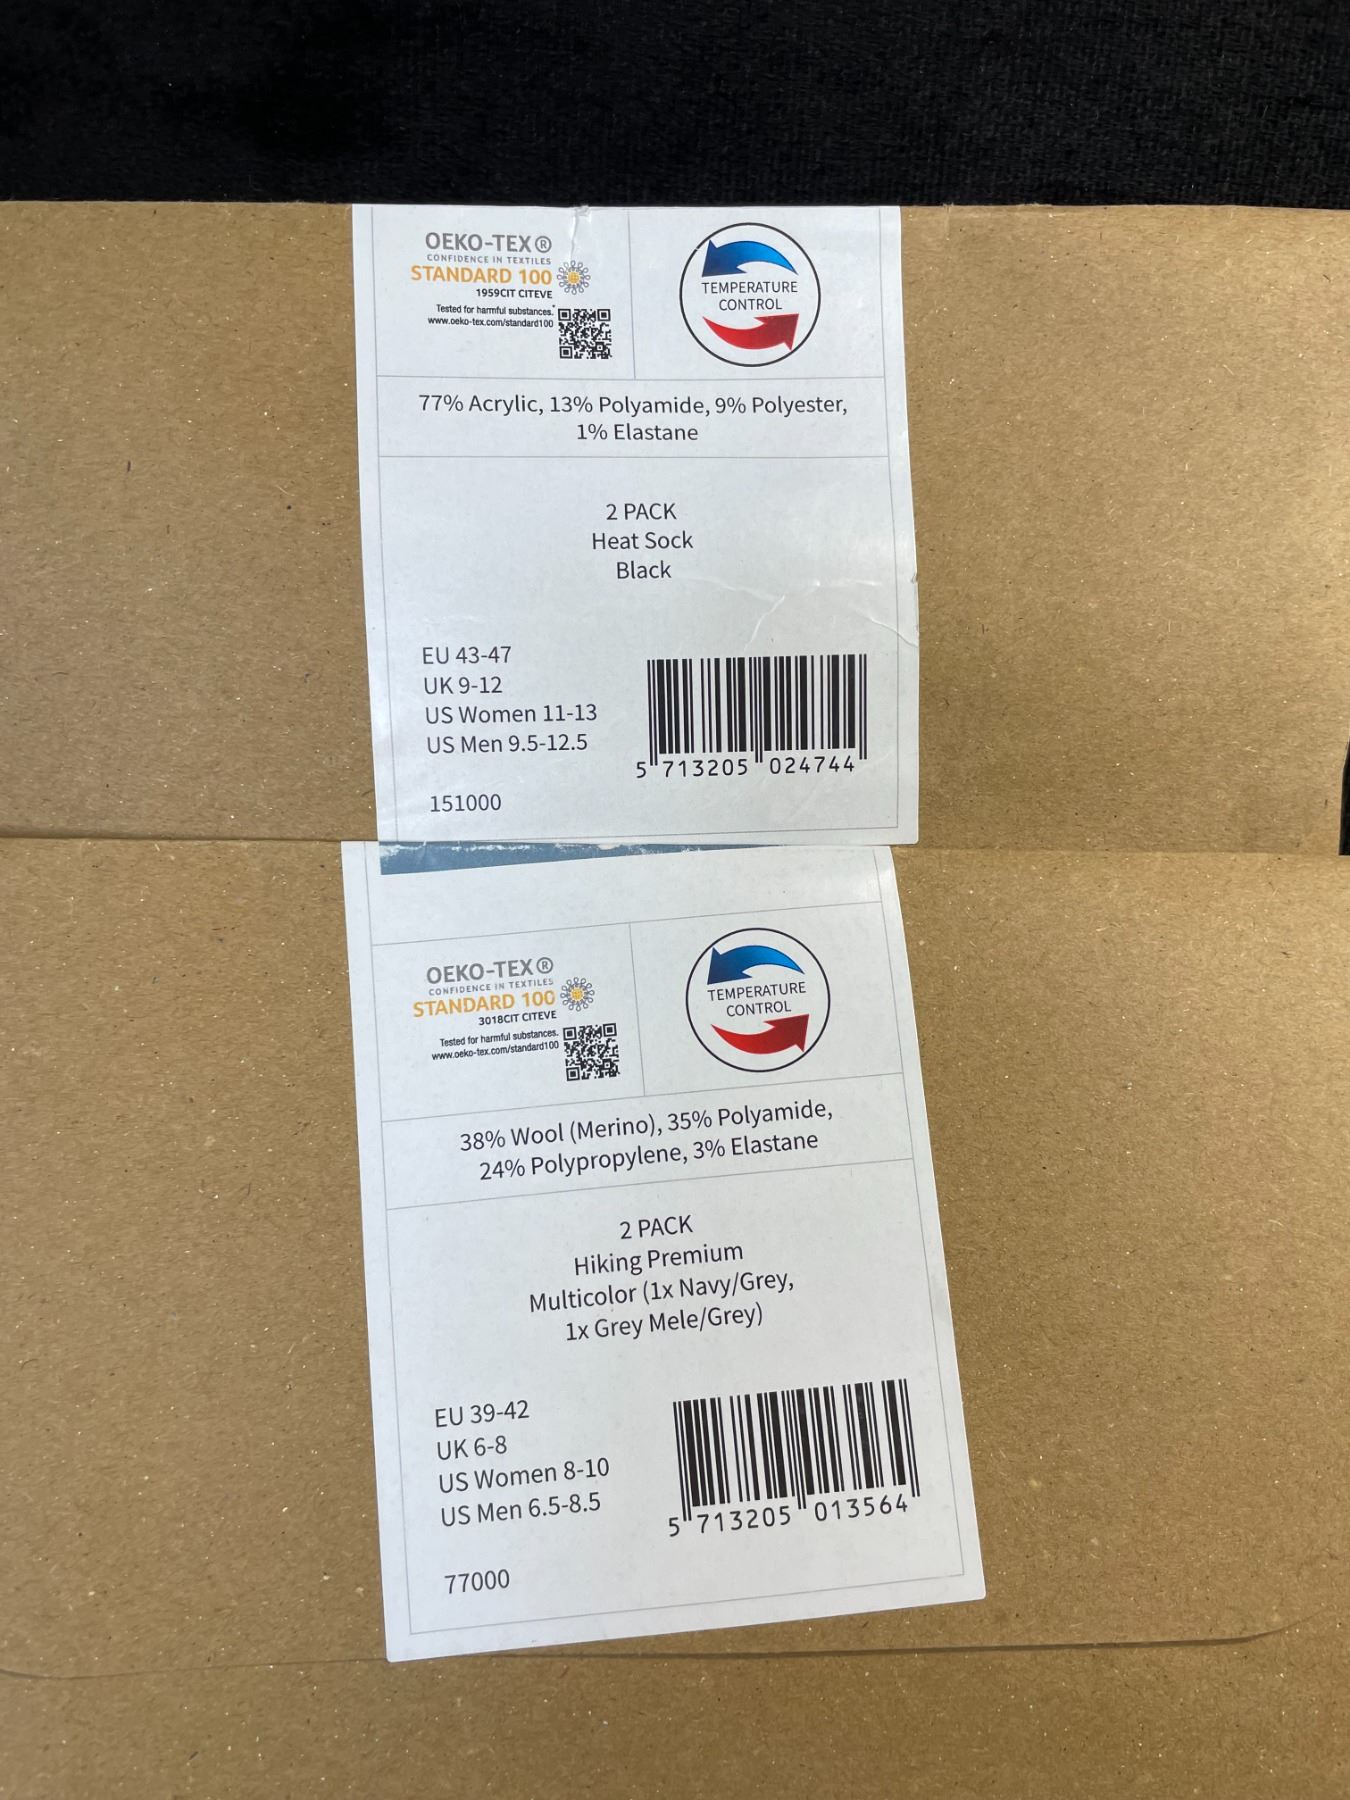 OEKO-TEX®
CONFIDENCE IN TEXTILES
STANDARD 100
1959CIT CITEVE
Tested for harmful substances.*
www.oeko-tex.com/standard100
TEMPERATURE
CONTROL
77% Acrylic, 13% Polyamide, 9% Polyester,
1% Elastane
2 PACK
Heat Sock
Black
EU 43-47
UK 9-12
US Women 11-13
US Men 9.5-12.5
5 713205 024744
151000
OEKO-TEX®
CONFIDENCE IN TEXTILES
STANDARD 100
3018CIT CITEVE
Tested for harmful substances.
www.oeko-tex.com/standard100
TEMPERATURE
CONTROL
38% Wool (Merino), 35% Polyamide,
24% Polypropylene, 3% Elastane
2 PACK
Hiking Premium
Multicolor (1x Navy/Grey,
1x Grey Mele/Grey)
EU 39-42
UK 6-8
US Women 8-10
US Men 6.5-8.5
5 713205 013564
77000